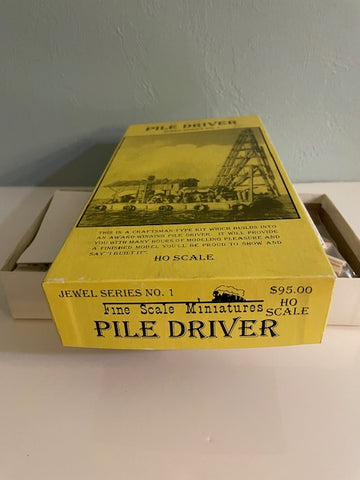 PILE DRIVER
THIS IS A CRAFTSMAN-TYPE KIT WHICH BUILDS INTO
AN AWARD-WINNING PILE DRIVER. IT WILL PROVIDE
YOU WITH MANY HOURS OF MODELLING PLEASURE AND
A FINISHED MODEL YOU'LL BE PROUD TO SHOW AND
SAY "I BUILT IT"
HO SCALE
JEWEL SERIES NO. 1
$95.00
Fine Scale Miniatures
HO
SCALE
PILE DRIVER